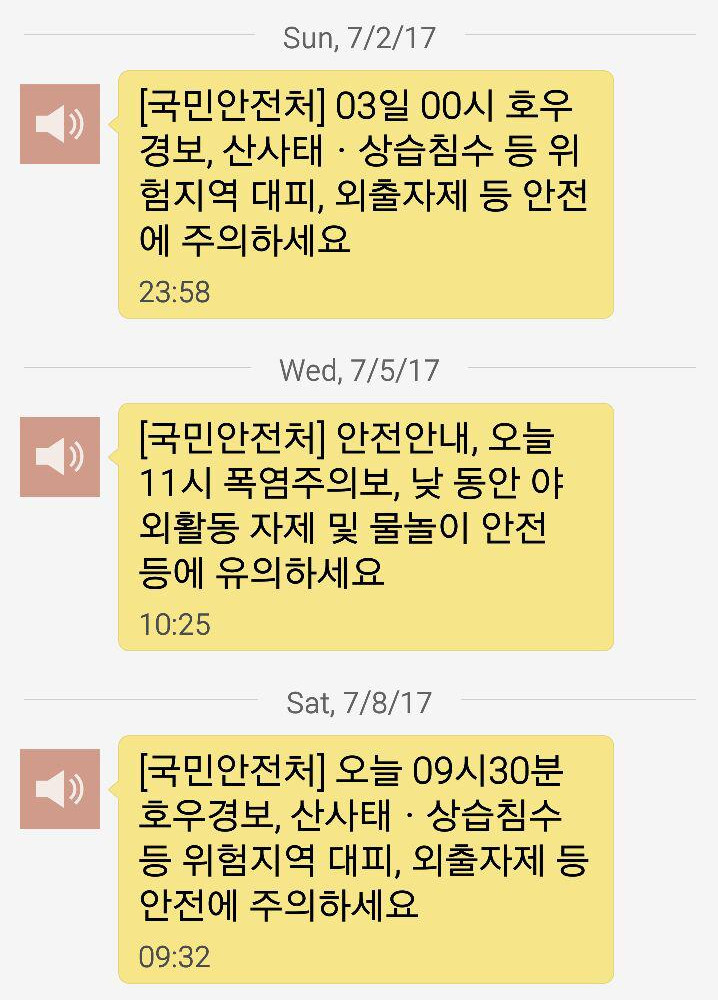 Sun, 7/2/17
[국민안전처] 03일 00시 호우
경보, 산사태 · 상습침수 등 위
험지역 대피, 외출자제 등 안전
에 주의하세요
23:58
Wed, 7/5/17
[국민안전처] 안전안내, 오늘
11시 폭염주의보, 낮 동안 야
외활동 자제 및 물놀이 안전
등에 유의하세요
10:25
Sat, 7/8/17
[국민안전처] 오늘 09시30분
호우경보, 산사태 · 상습침수
등 위험지역 대피, 외출자제 등
안전에 주의하세요
09:32